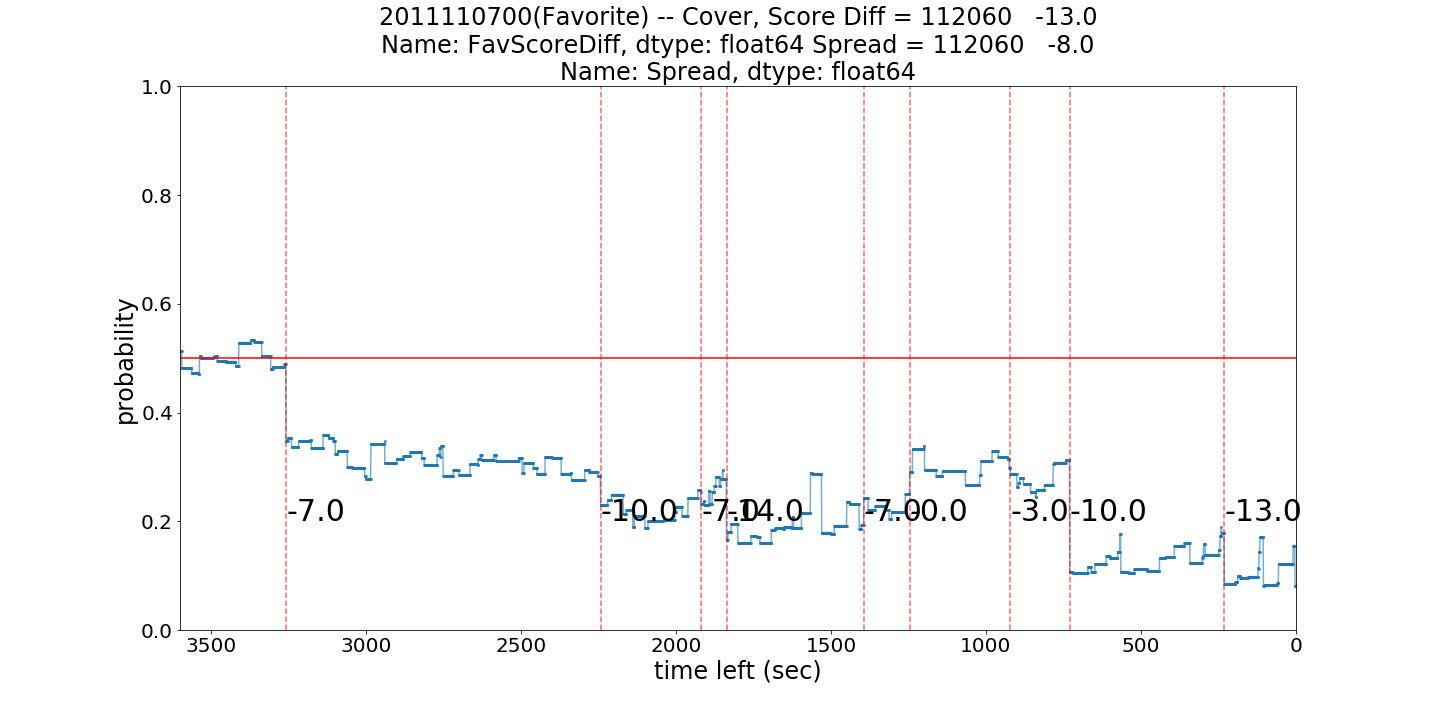 2011110700(Favorite) -- Cover, Score Diff = 112060   -13.0
Name: FavScoreDiff, dtype: float64 Spread = 112060   -8.0
Name: Spread, dtype: float64
probability
1.0
0.8
0.6
0.4
0.2
0.0
-7.0
-10.0
-7.0
-14.0
-7.0
0.0
-3.0
-10.0
-13.0
3500 3000 2500 2000 1500 1000 500 0
time left (sec)